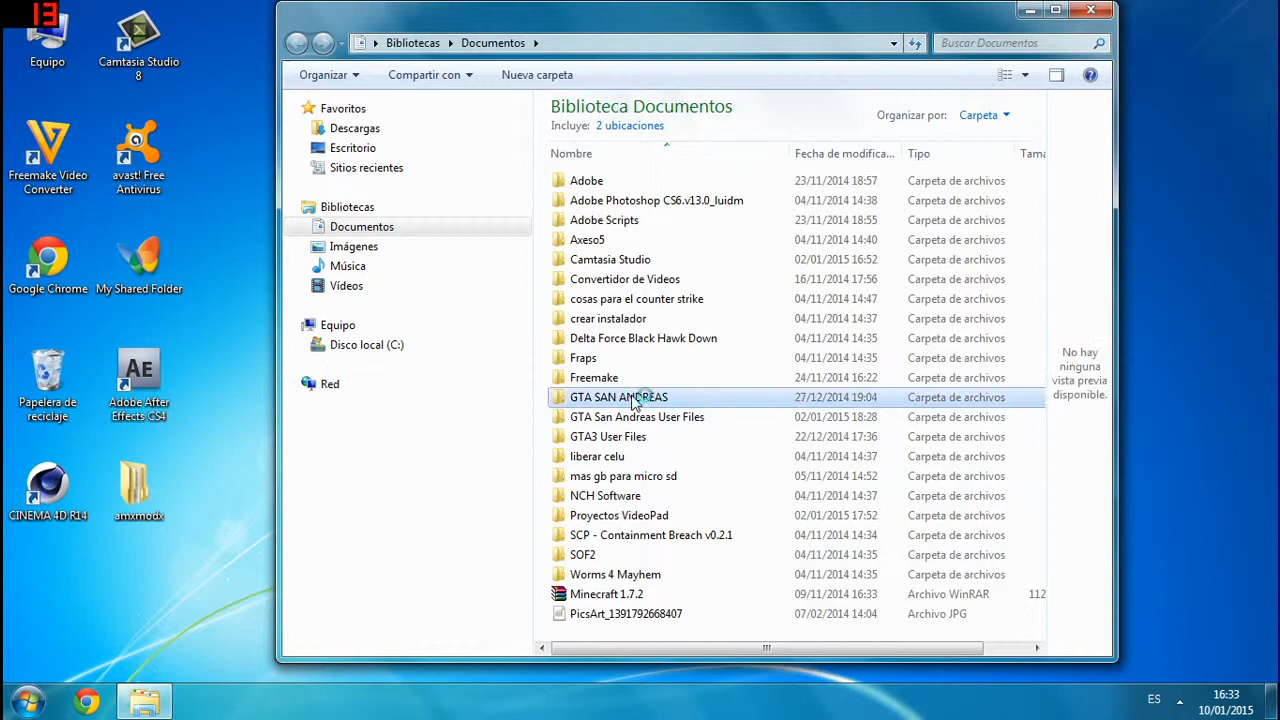 13
Equipo
Camtasia Studio
8
Freemake Video
Converter
avast! Free
Antivirus
Google Chrome
My Shared Folder
Papelera de
reciclaje
AE
Adobe After
Effects CS4
CINEMA 4D R14
amxmodx
Bibliotecas
Documentos
Buscar Documentos
Organizar
Compartir con
Nueva carpeta
Favoritos
Descargas
Escritorio
Sitios recientes
Bibliotecas
Documentos
Imágenes
Música
Vídeos
Equipo
Disco local (C:)
Red
Biblioteca Documentos
Incluye: 2 ubicaciones
Organizar por: Carpeta
Nombre Fecha de modifica... Tipo Tama
Adobe 23/11/2014 18:57 Carpeta de archivos
Adobe Photoshop CS6.v13.0_luidm 04/11/2014 14:38 Carpeta de archivos
Adobe Scripts 23/11/2014 18:55 Carpeta de archivos
Axeso5 04/11/2014 14:40 Carpeta de archivos
Camtasia Studio 02/01/2015 16:52 Carpeta de archivos
Convertidor de Videos 16/11/2014 17:56 Carpeta de archivos
cosas para el counter strike 04/11/2014 14:47 Carpeta de archivos
crear instalador 04/11/2014 14:37 Carpeta de archivos
Delta Force Black Hawk Down 04/11/2014 14:35 Carpeta de archivos
Fraps 04/11/2014 14:35 Carpeta de archivos
Freemake 24/11/2014 16:22 Carpeta de archivos
GTA SAN ANDREAS 27/12/2014 19:04 Carpeta de archivos
GTA San Andreas User Files 02/01/2015 18:28 Carpeta de archivos
GTA3 User Files 22/12/2014 17:36 Carpeta de archivos
liberar celu 04/11/2014 14:37 Carpeta de archivos
mas gb para micro sd 05/11/2014 14:52 Carpeta de archivos
NCH Software 04/11/2014 14:37 Carpeta de archivos
Proyectos VideoPad 02/01/2015 17:52 Carpeta de archivos
SCP - Containment Breach v0.2.1 04/11/2014 14:34 Carpeta de archivos
SOF2 04/11/2014 14:35 Carpeta de archivos
Worms 4 Mayhem 04/11/2014 14:35 Carpeta de archivos
Minecraft 1.7.2 09/11/2014 16:33 Archivo WinRAR 112
PicsArt_1391792668407 07/02/2014 14:04 Archivo JPG
No hay
ninguna
vista previa
disponible.
ES
16:33
10/01/2015